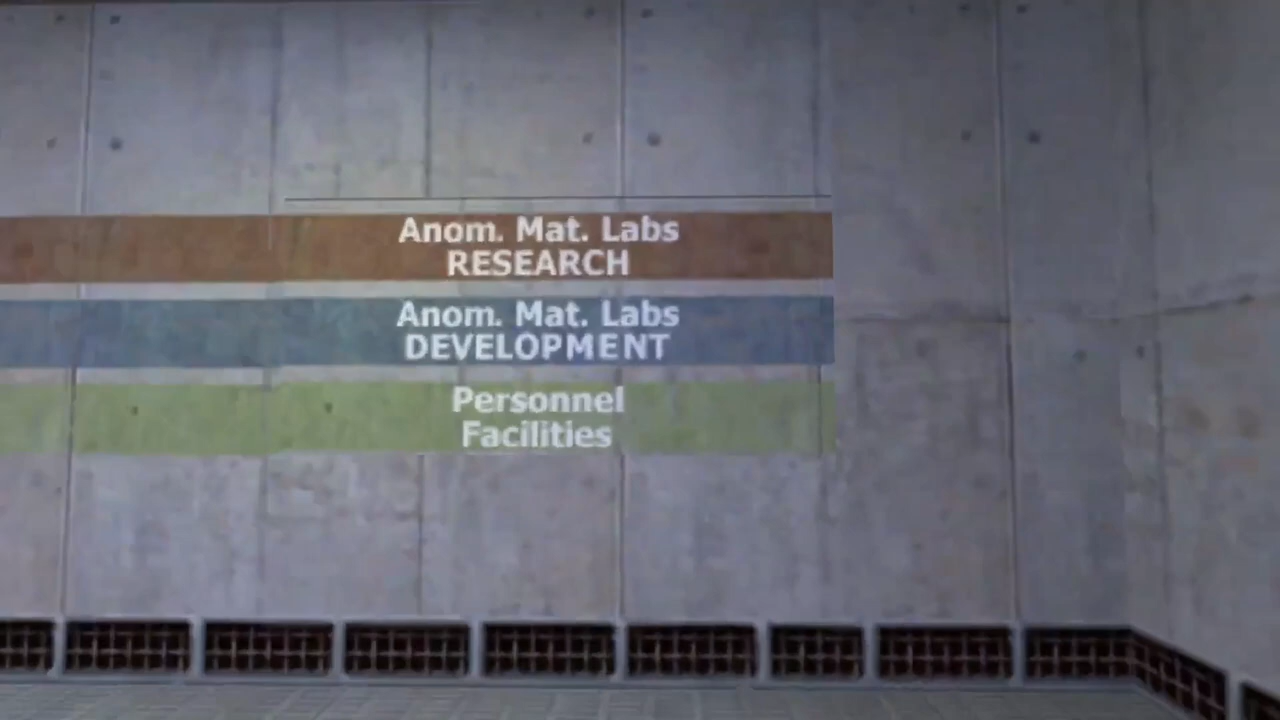 Anom. Mat. Labs
RESEARCH
Anom. Mat. Labs
DEVELOPMENT
Personnel
Facilities